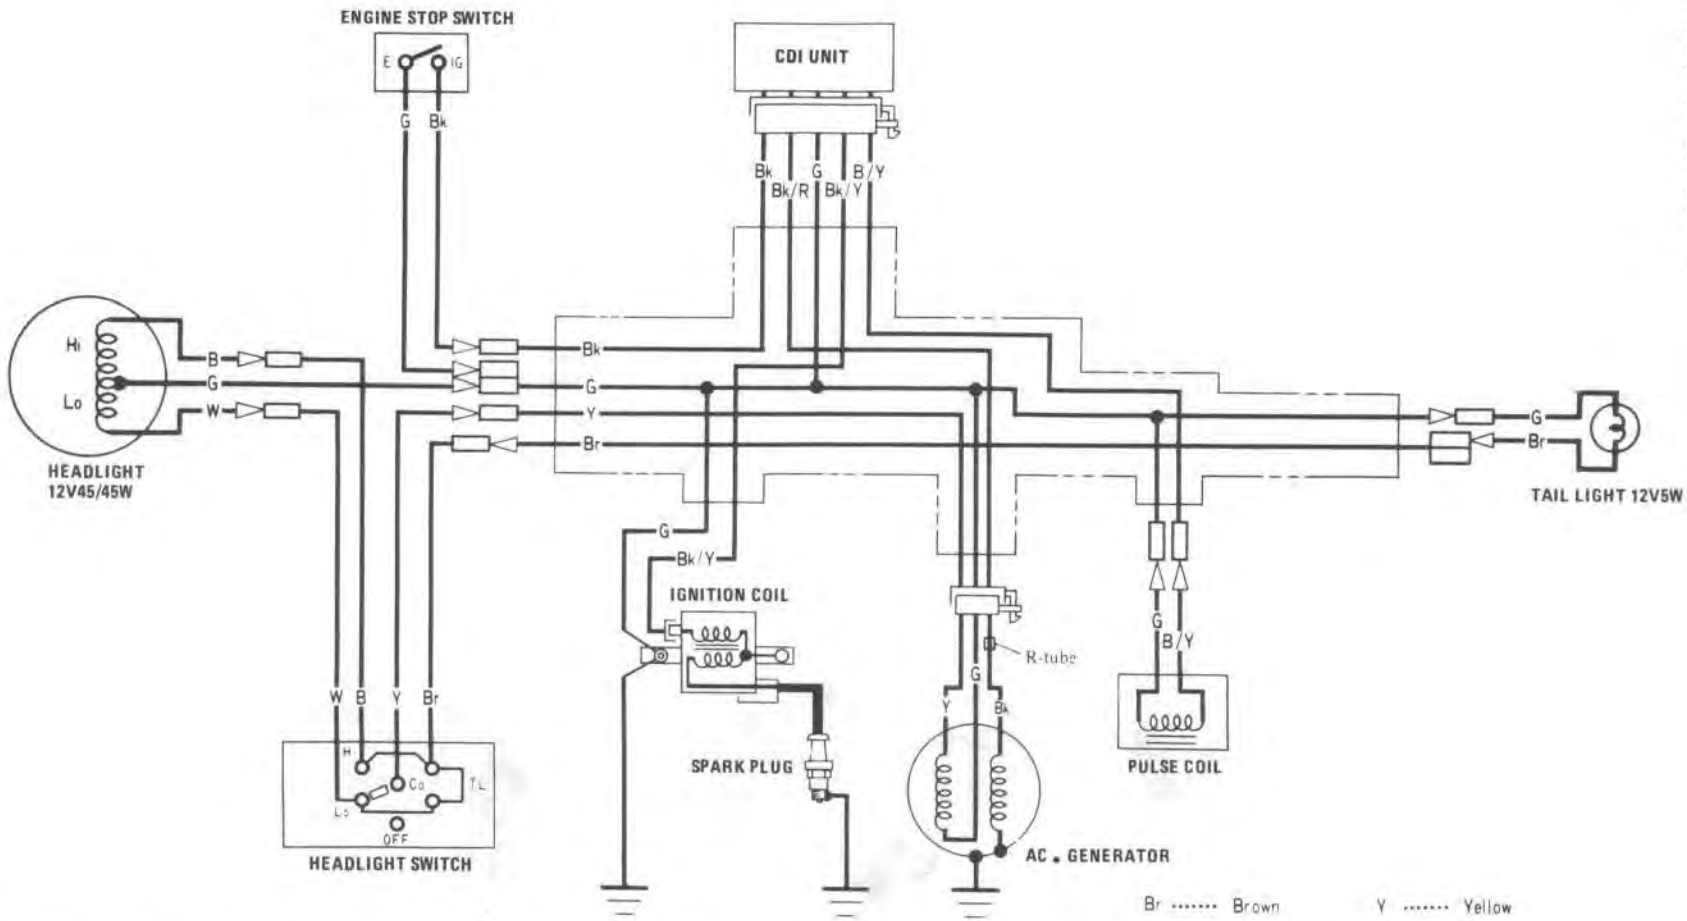 ENGINE STOP SWITCH
E
IG
G
Bk
CDI UNIT
Bk
Bk/R
G
Bk/Y
B/Y
Hi
Lo
B
G
W
HEADLIGHT
12V45/45W
Bk
G
Y
Br
G
Br
TAIL LIGHT 12V5W
G
Bk/Y
IGNITION COIL
SPARK PLUG
R-tube
G
Y
Bk
AC. GENERATOR
G
B/Y
PULSE COIL
W
B
Y
Br
H
Co
TL
Lo
OFF
HEADLIGHT SWITCH
Br ....... Brown
Y ....... Yellow